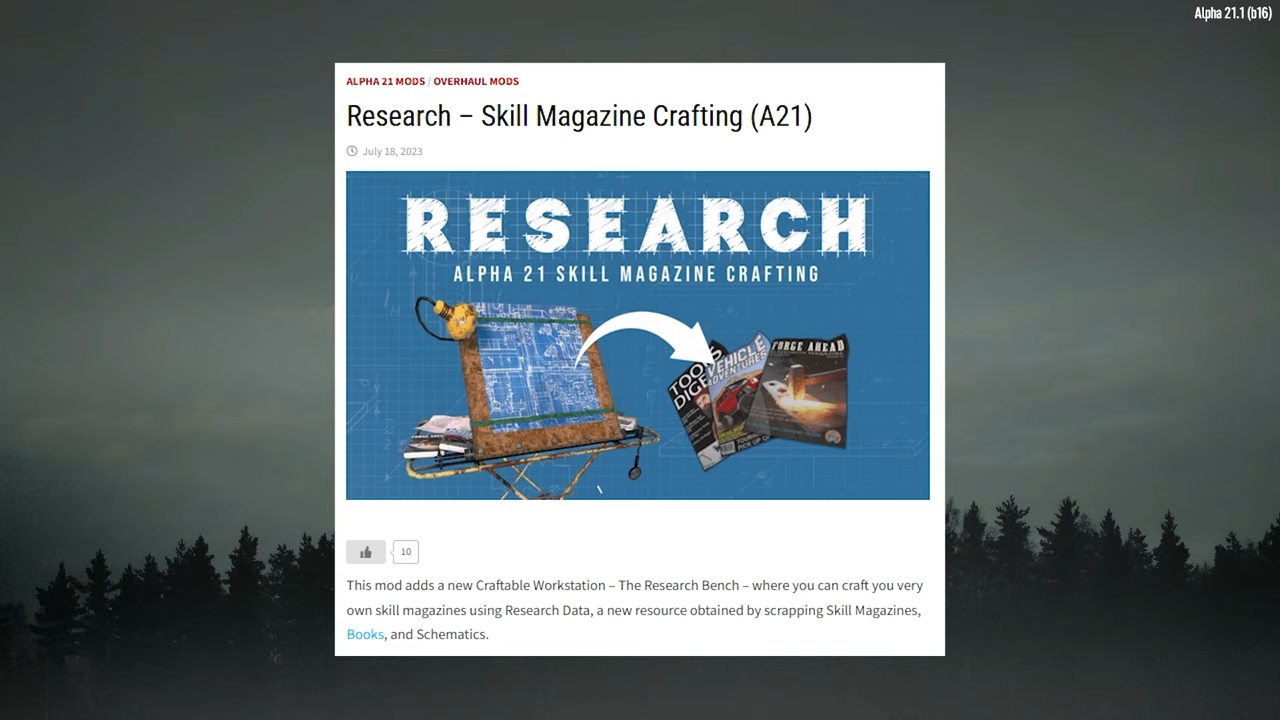 Alpha 21.1 (b16)
ALPHA 21 MODS / OVERHAUL MODS
Research – Skill Magazine Crafting (A21)
July 18, 2023
RESEARCH
ALPHA 21 SKILL MAGAZINE CRAFTING
VEHICLE
ADVENTURES
FORGE AHEAD
10
This mod adds a new Craftable Workstation – The Research Bench – where you can craft you very
own skill magazines using Research Data, a new resource obtained by scrapping Skill Magazines,
Books, and Schematics.